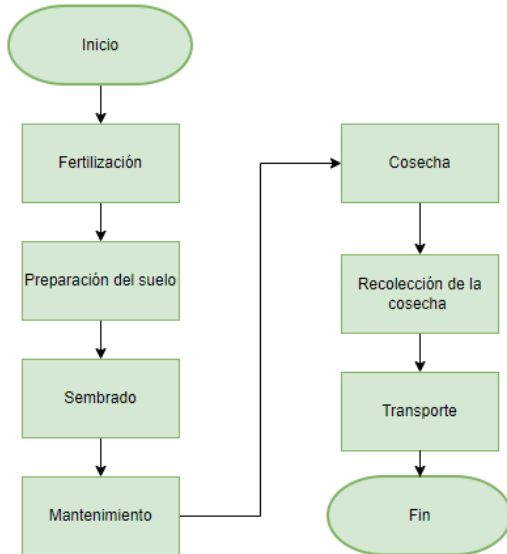 Inicio
Fertilización
Preparación del suelo
Sembrado
Mantenimiento
Cosecha
Recolección de la
cosecha
Transporte
Fin